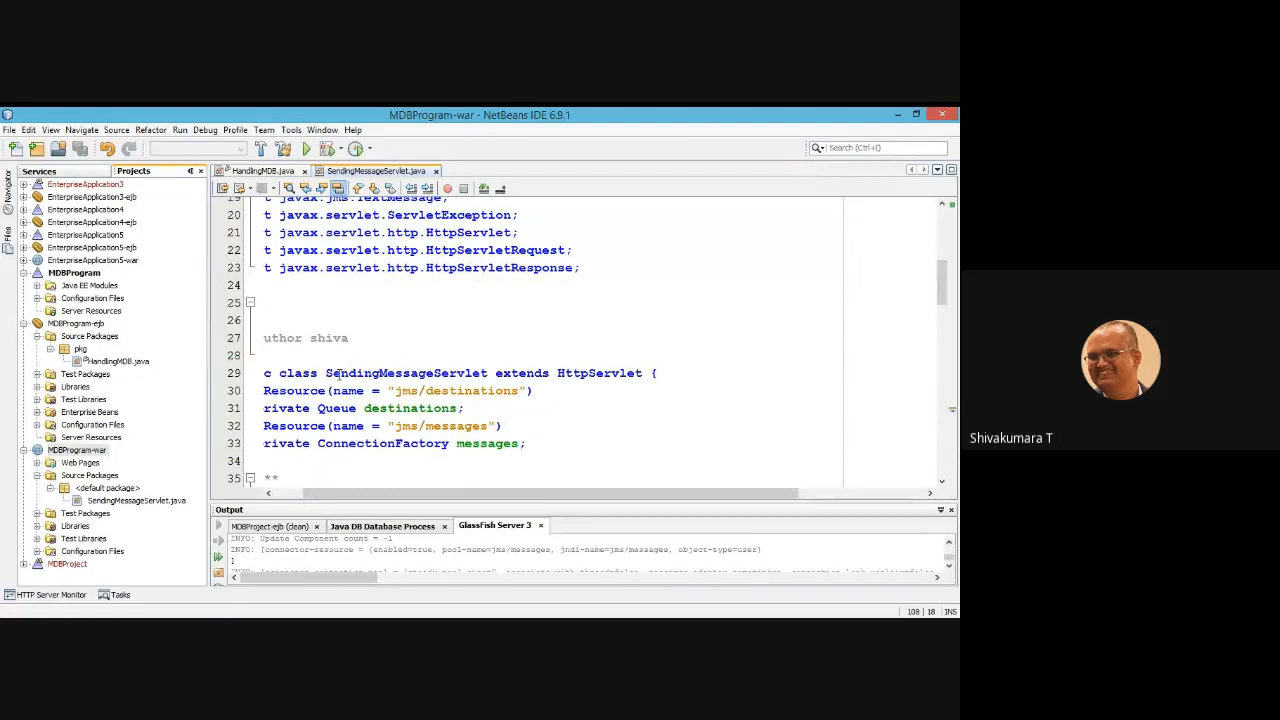 MDBProgram-war - NetBeans IDE 6.9.1
File Edit View Navigate Source Refactor Run Debug Profile Team Tools Window Help
Search (Ctrl+I)
Navigator
Files
Services Projects
EnterpriseApplication3
EnterpriseApplication3-ejb
EnterpriseApplication4
EnterpriseApplication4-ejb
EnterpriseApplication5
EnterpriseApplication5-ejb
EnterpriseApplication5-war
MDBProgram
Java EE Modules
Configuration Files
Server Resources
MDBProgram-ejb
Source Packages
pkg
HandlingMDB.java
Test Packages
Libraries
Test Libraries
Enterprise Beans
Configuration Files
Server Resources
MDBProgram-war
Web Pages
Source Packages
<default package>
SendingMessageServlet.java
Test Packages
Libraries
Test Libraries
Configuration Files
MDBProject
HandlingMDB.java SendingMessageServlet.java
19 t javax.jms.TextMessage;
20 t javax.servlet.ServletException;
21 t javax.servlet.http.HttpServlet;
22 t javax.servlet.http.HttpServletRequest;
23 t javax.servlet.http.HttpServletResponse;
24
25
26
27 uthor shiva
28
29 c class SendingMessageServlet extends HttpServlet {
30 Resource(name = "jms/destinations")
31 rivate Queue destinations;
32 Resource(name = "jms/messages")
33 rivate ConnectionFactory messages;
34
35 **
Output
MDBProject-ejb (clean) Java DB Database Process GlassFish Server 3
INFO: Update Component count = -1
INFO: [connector-resource = {enabled=true, pool-name=jms/messages, jndi-name=jms/messages, object-type=user}
]
HTTP Server Monitor Tasks
108 | 18 INS
Shivakumara T